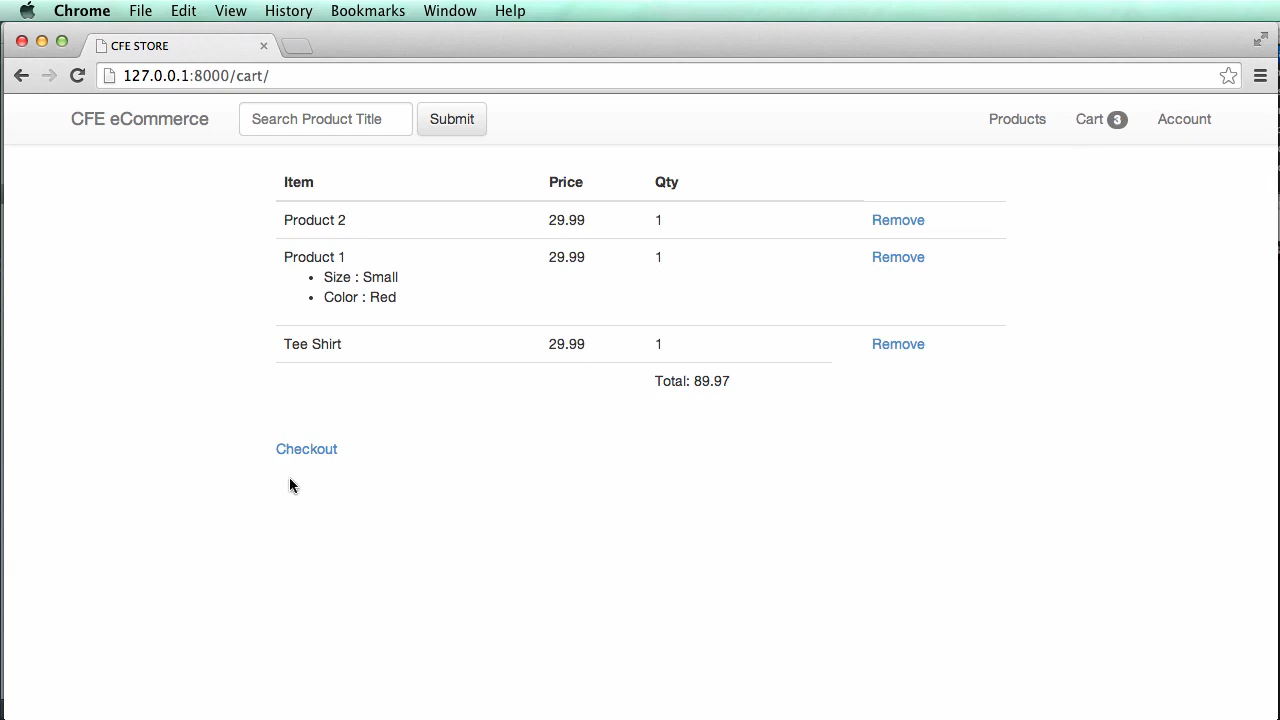 Chrome File Edit View History Bookmarks Window Help
CFE STORE
127.0.0.1:8000/cart/
CFE eCommerce Search Product Title Submit Products Cart 3 Account
Item Price Qty
Product 2 29.99 1 Remove
Product 1 29.99 1 Remove
• Size : Small
• Color : Red
Tee Shirt 29.99 1 Remove
Total: 89.97
Checkout